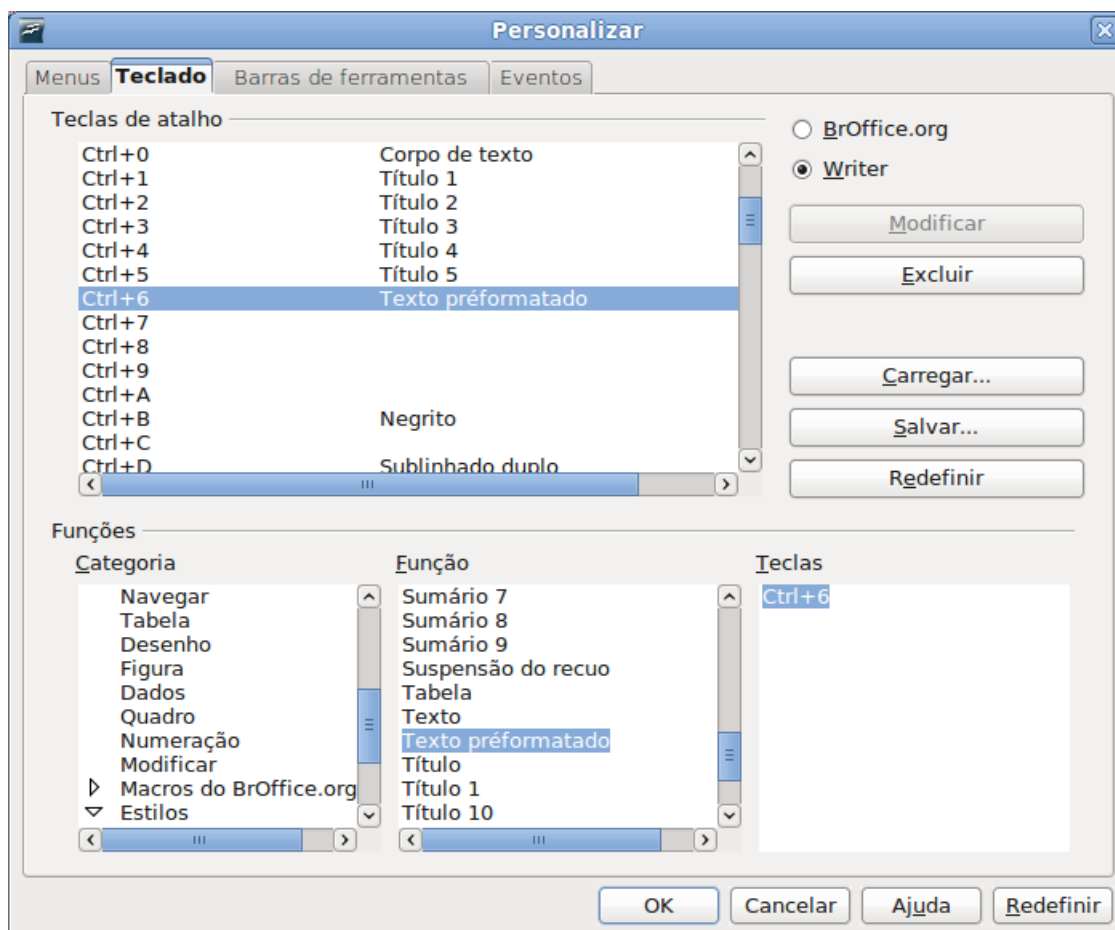 Personalizar
Menus Teclado Barras de ferramentas Eventos
Teclas de atalho
Ctrl+0 Corpo de texto
Ctrl+1 Título 1
Ctrl+2 Título 2
Ctrl+3 Título 3
Ctrl+4 Título 4
Ctrl+5 Título 5
Ctrl+6 Texto préformatado
Ctrl+7
Ctrl+8
Ctrl+9
Ctrl+A
Ctrl+B Negrito
Ctrl+C
Ctrl+D Sublinhado duplo
BrOffice.org
Writer
Modificar
Excluir
Carregar...
Salvar...
Redefinir
Funções
Categoria
Navegar
Tabela
Desenho
Figura
Dados
Quadro
Numeração
Modificar
Macros do BrOffice.org
Estilos
Função
Sumário 7
Sumário 8
Sumário 9
Suspensão do recuo
Tabela
Texto
Texto préformatado
Título
Título 1
Título 10
Teclas
Ctrl+6
OK Cancelar Ajuda Redefinir